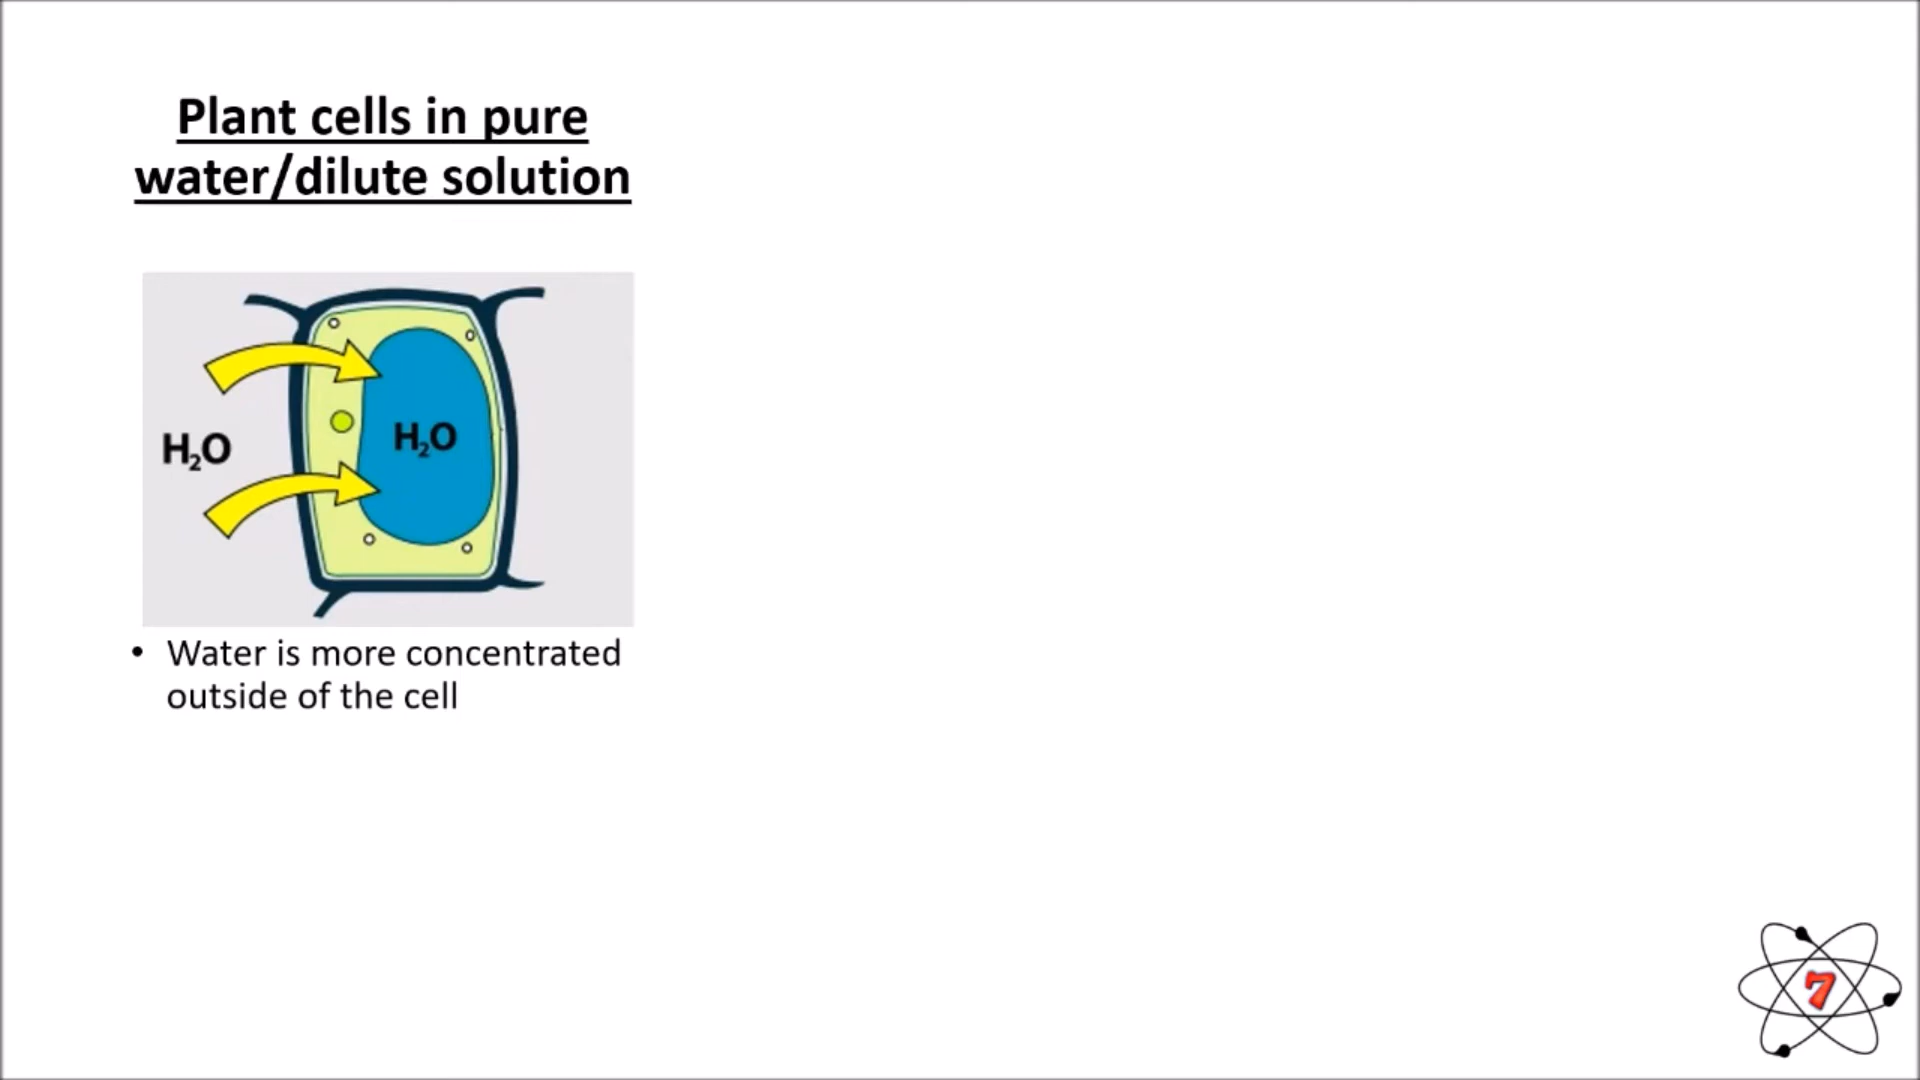 Plant cells in pure
water/dilute solution
H₂O
H₂O
• Water is more concentrated
outside of the cell
7